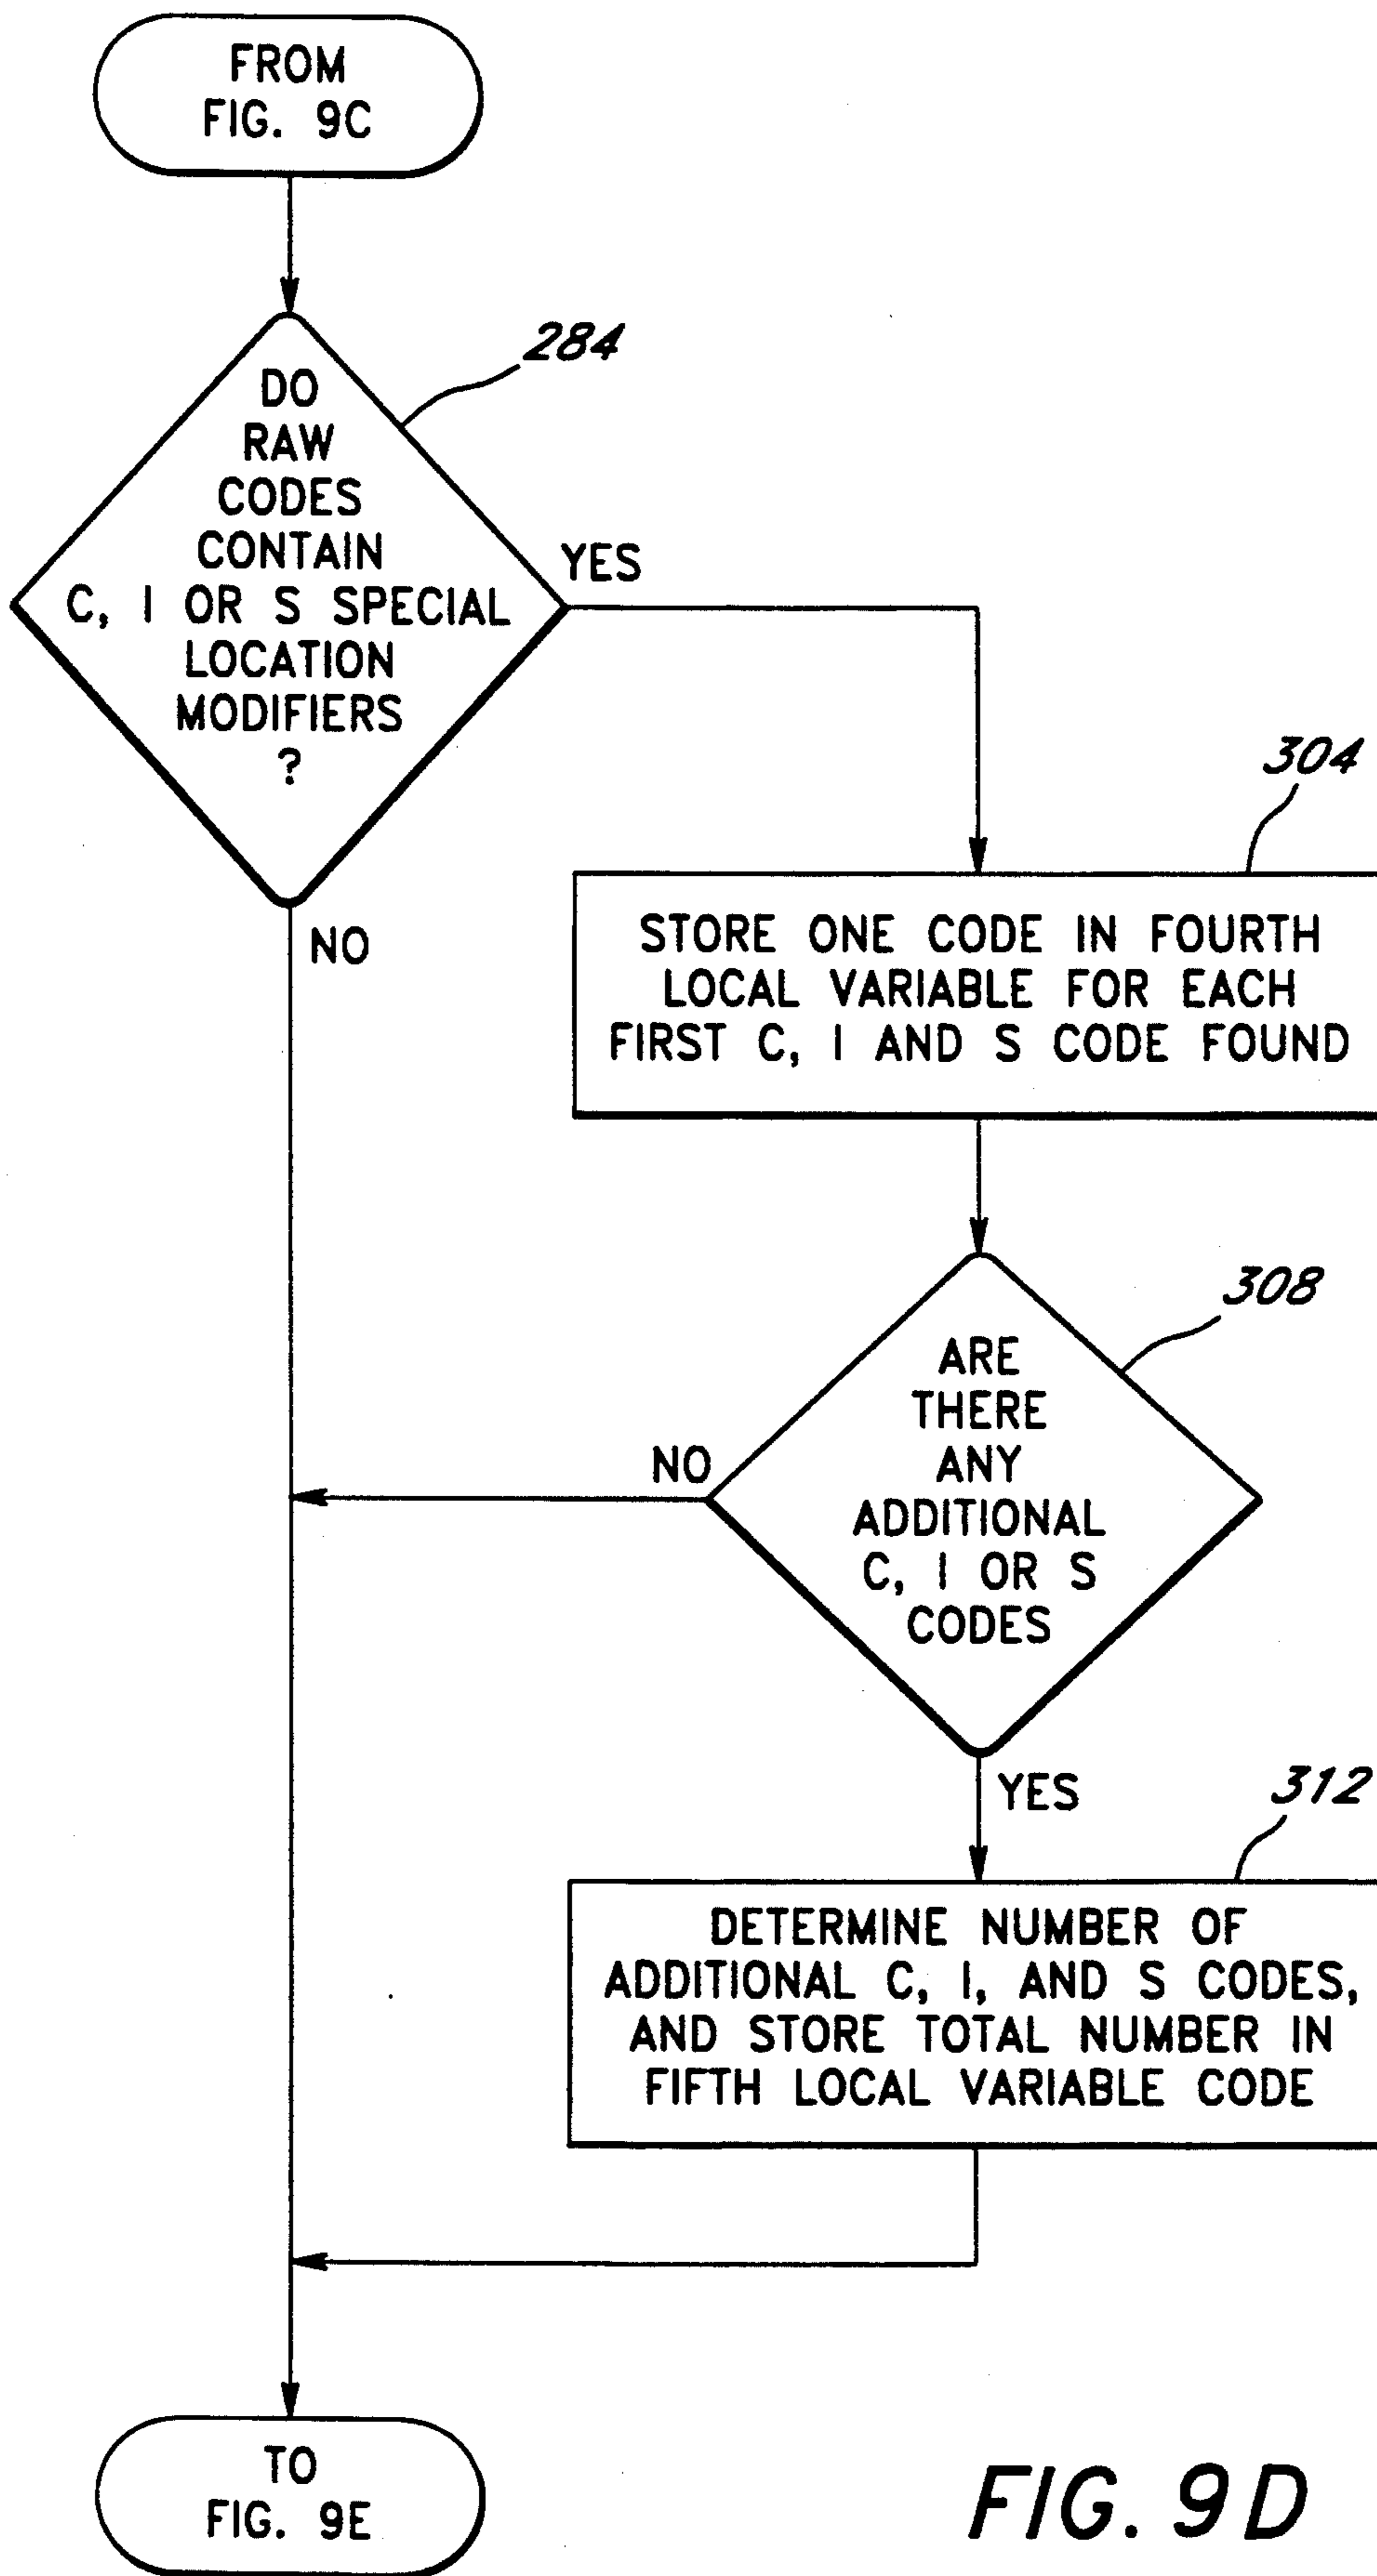 FROM
FIG. 9C
284
DO
RAW
CODES
CONTAIN
C, I OR S SPECIAL
LOCATION
MODIFIERS
?
YES
NO
304
STORE ONE CODE IN FOURTH
LOCAL VARIABLE FOR EACH
FIRST C, I AND S CODE FOUND
308
ARE
THERE
ANY
ADDITIONAL
C, I OR S
CODES
NO
YES
312
DETERMINE NUMBER OF
ADDITIONAL C, I, AND S CODES,
AND STORE TOTAL NUMBER IN
FIFTH LOCAL VARIABLE CODE
TO
FIG. 9E
FIG. 9D